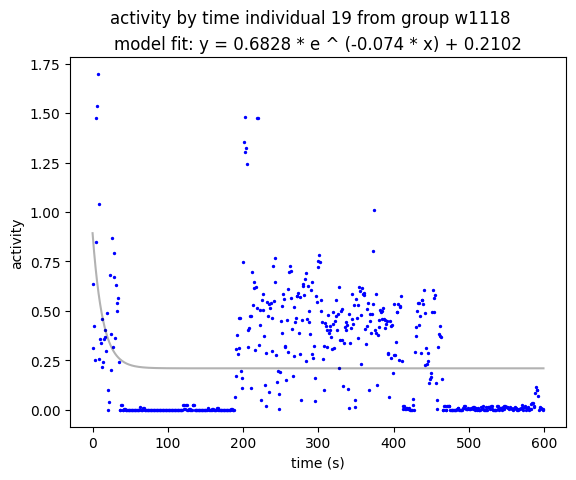 activity by time individual 19 from group w1118
model fit: y = 0.6828 * e ^ (-0.074 * x) + 0.2102
1.75
1.50
1.25
1.00
0.75
0.50
0.25
0.00
activity
0 100 200 300 400 500 600
time (s)